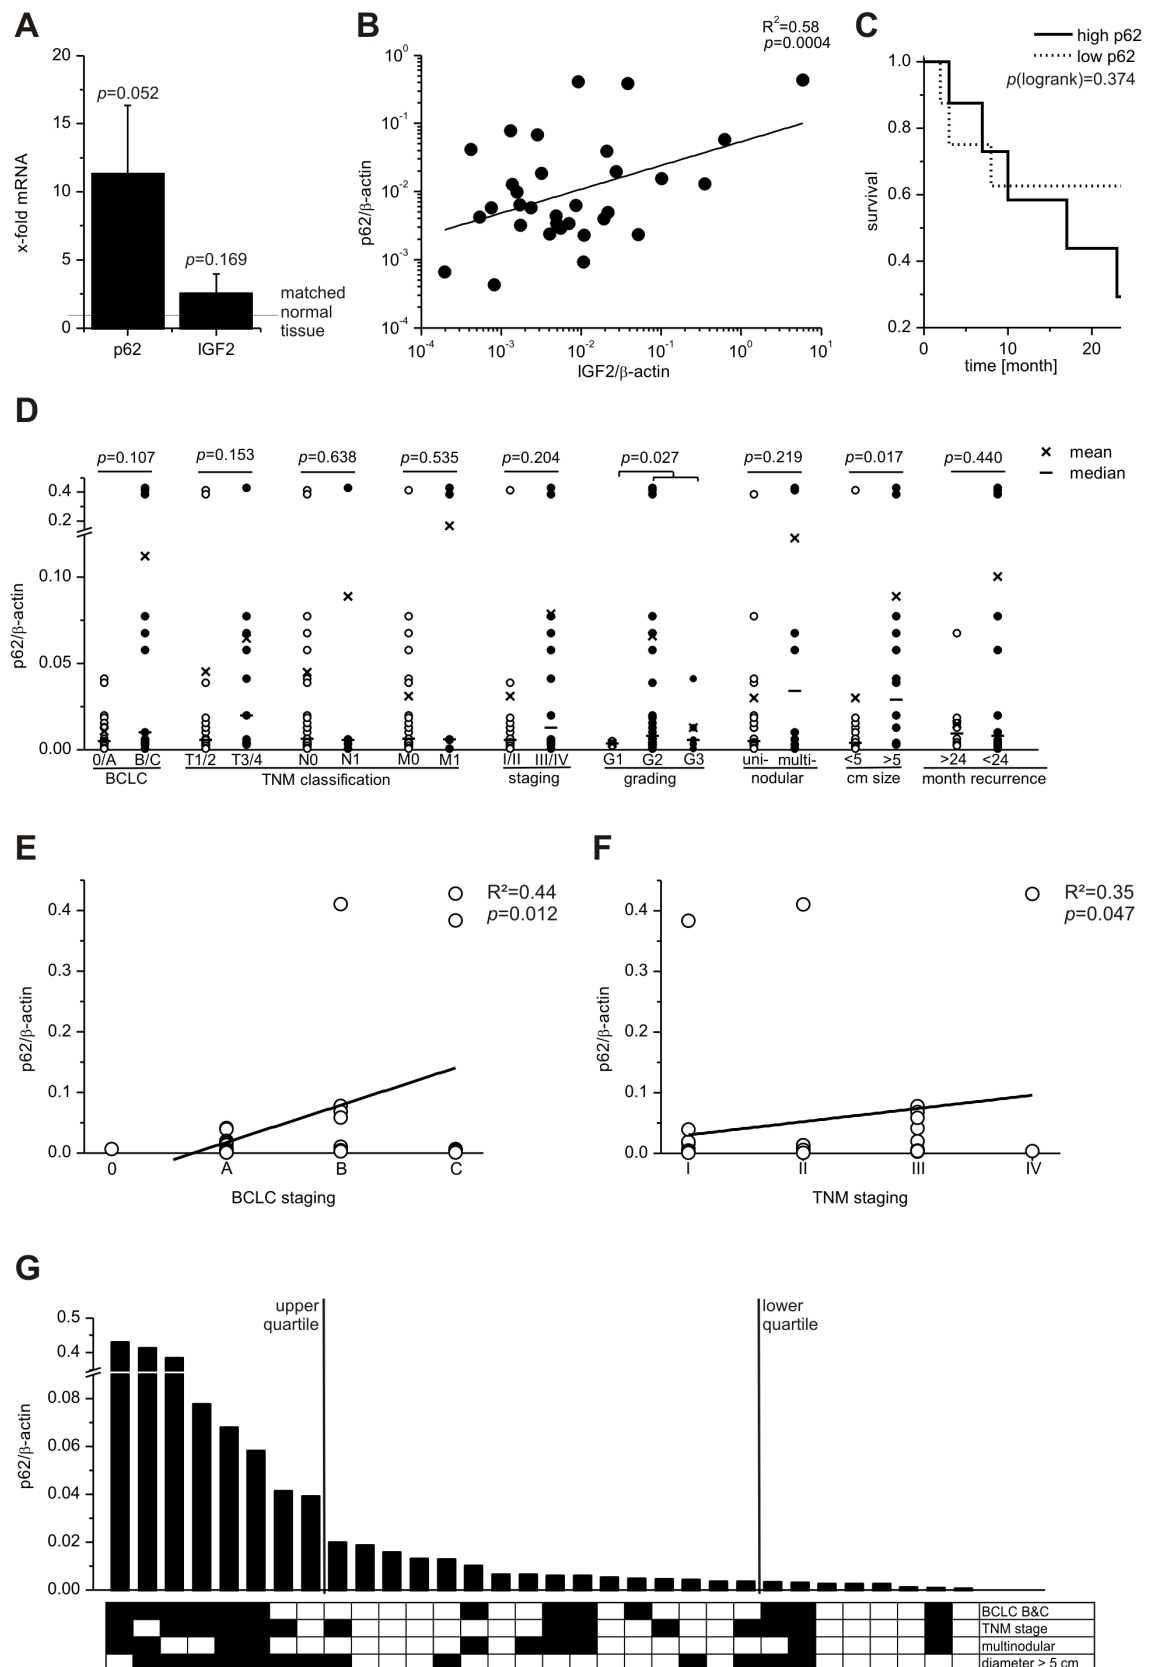 A
20
15
10
5
0
x-fold mRNA
p=0.052
p=0.169
matched
normal
tissue
p62 IGF2
B
R²=0.58
p=0.0004
10⁰
10⁻¹
10⁻²
10⁻³
10⁻⁴
p62/β-actin
10⁻⁴ 10⁻³ 10⁻² 10⁻¹ 10⁰ 10¹
IGF2/β-actin
C
high p62
low p62
p(logrank)=0.374
1.0
0.8
0.6
0.4
0.2
survival
0 10 20
time [month]
D
p=0.107 p=0.153 p=0.638 p=0.535 p=0.204 p=0.027 p=0.219 p=0.017 p=0.440
mean
median
0.4
0.2
0.10
0.05
0.00
p62/β-actin
0/A B/C T1/2 T3/4 N0 N1 M0 M1 I/II III/IV G1 G2 G3 uni- multi- <5 >5 >24 <24
BCLC TNM classification staging grading nodular cm size month recurrence
E
R²=0.44
p=0.012
0.4
0.3
0.2
0.1
0.0
p62/β-actin
0 A B C
BCLC staging
F
R²=0.35
p=0.047
0.4
0.3
0.2
0.1
0.0
p62/β-actin
I II III IV
TNM staging
G
upper
quartile
lower
quartile
0.5
0.4
0.08
0.06
0.04
0.02
0.00
p62/β-actin
BCLC B&C
TNM stage
multinodular
diameter > 5 cm